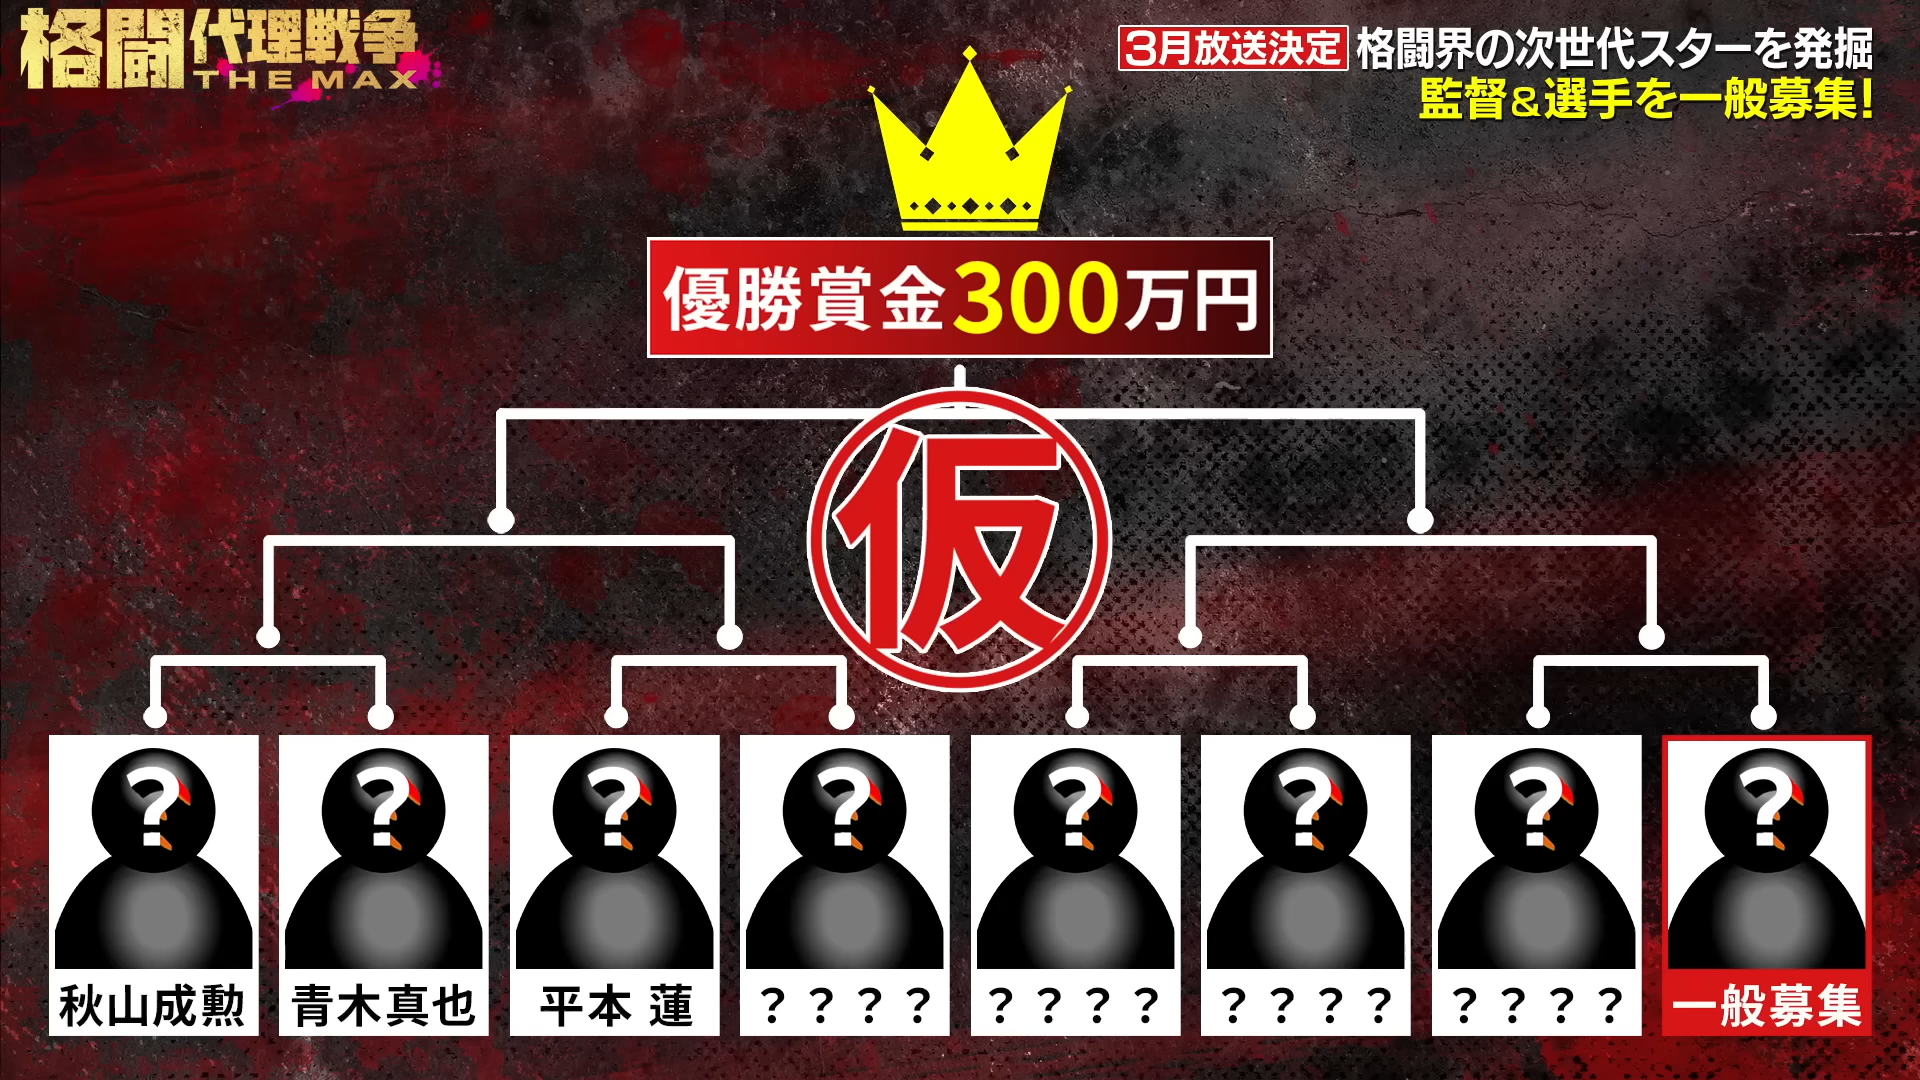 格闘代理戦争
THE MAX
3月放送決定 格闘界の次世代スターを発掘
監督&選手を一般募集!
優勝賞金300万円
仮
? ? ? ? ? ? ? ?
秋山成勲 青木真也 平本 蓮 ???? ???? ???? ???? 一般募集